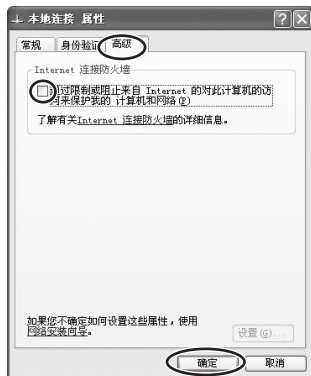 本地连接 属性
常规 身份验证 高级
Internet 连接防火墙
通过限制或阻止来自 Internet 的对此计算机的访
问来保护我的 计算机和网络(P)
了解有关Internet 连接防火墙的详细信息。
如果您不确定如何设置这些属性，使用
网络安装向导。
设置(G)...
确定 取消